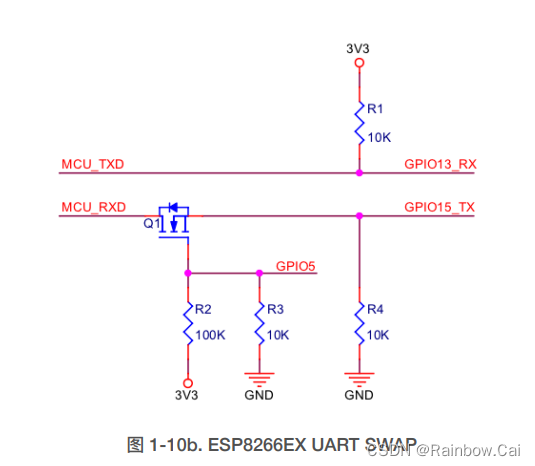 3V3
R1
10K
MCU_TXD
GPIO13_RX
MCU_RXD
GPIO15_TX
Q1
GPIO5
R2
R3
R4
100K
10K
10K
3V3
GND
GND
图 1-10b. ESP8266EX UART SWAP
CSDN @Rainbow.Cai